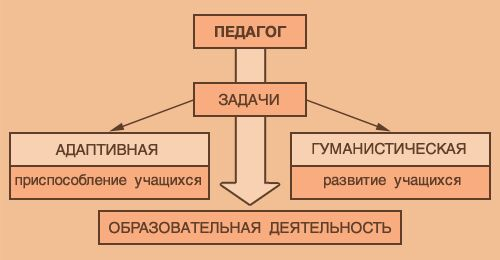 ПЕДАГОГ
ЗАДАЧИ
АДАПТИВНАЯ
приспособление учащихся
ГУМАНИСТИЧЕСКАЯ
развитие учащихся
ОБРАЗОВАТЕЛЬНАЯ ДЕЯТЕЛЬНОСТЬ